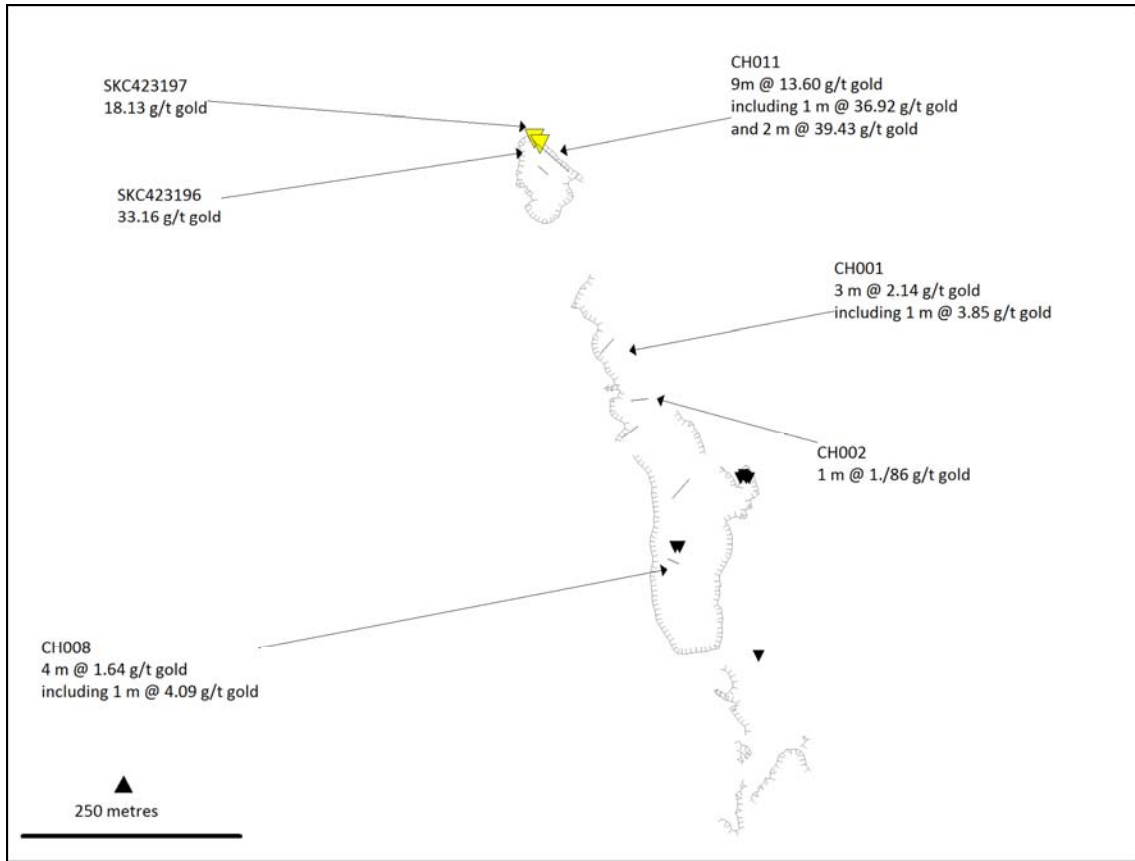 SKC423197
18.13 g/t gold
CH011
9m @ 13.60 g/t gold
including 1 m @ 36.92 g/t gold
and 2 m @ 39.43 g/t gold
SKC423196
33.16 g/t gold
CH001
3 m @ 2.14 g/t gold
including 1 m @ 3.85 g/t gold
CH002
1 m @ 1./86 g/t gold
CH008
4 m @ 1.64 g/t gold
including 1 m @ 4.09 g/t gold
250 metres